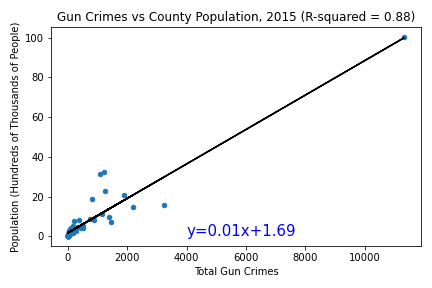 Gun Crimes vs County Population, 2015 (R-squared = 0.88)
Population (Hundreds of Thousands of People)
100
80
60
40
20
0
y=0.01x+1.69
0 2000 4000 6000 8000 10000
Total Gun Crimes